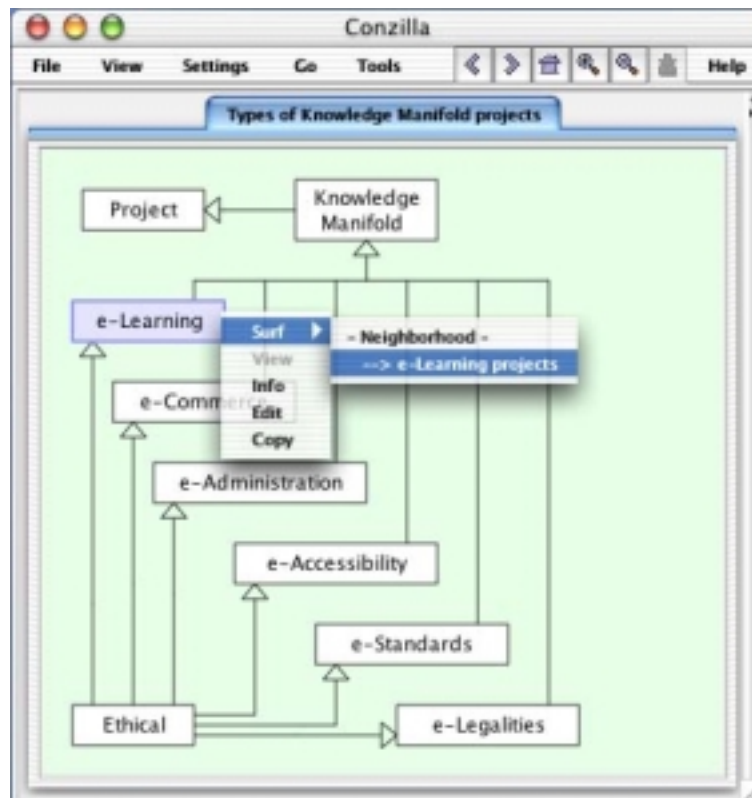 Conzilla
File View Settings Go Tools Help
Types of Knowledge Manifold projects
Project
Knowledge
Manifold
e-Learning
Surf
- Neighborhood -
View
--> e-Learning projects
Info
e-Commerce
Edit
Copy
e-Administration
e-Accessibility
e-Standards
Ethical
e-Legalities